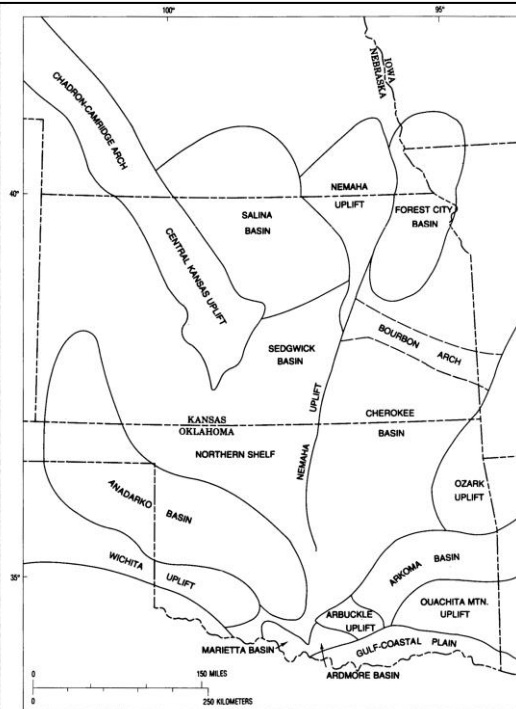 100°
95°
IOWA
NEBRASKA
CHADRON-CAMRIDGE ARCH
40°
NEMAHA
UPLIFT
SALINA
BASIN
FOREST CITY
BASIN
CENTRAL KANSAS UPLIFT
BOURBON ARCH
SEDGWICK
BASIN
NEMAHA UPLIFT
KANSAS
OKLAHOMA
CHEROKEE
BASIN
NORTHERN SHELF
OZARK
UPLIFT
ANADARKO BASIN
ARKOMA BASIN
WICHITA UPLIFT
35°
OUACHITA MTN.
UPLIFT
ARBUCKLE
UPLIFT
GULF-COASTAL PLAIN
MARIETTA BASIN
ARDMORE BASIN
0 150 MILES
0 250 KILOMETERS